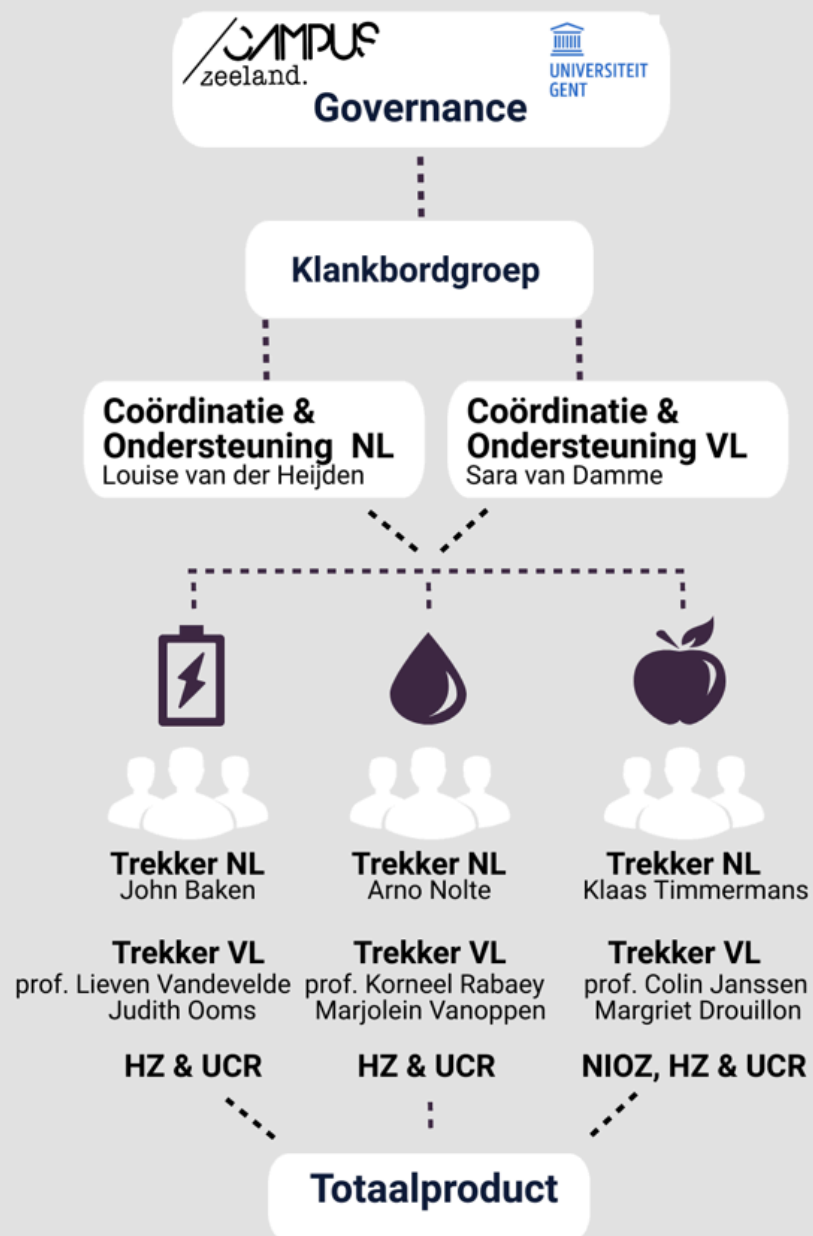 CAMPUS
zeeland.
UNIVERSITEIT
GENT
Governance
Klankbordgroep
Coördinatie &
Ondersteuning NL
Louise van der Heijden
Coördinatie &
Ondersteuning VL
Sara van Damme
Trekker NL
John Baken
Trekker VL
prof. Lieven Vandevelde
Judith Ooms
HZ & UCR
Trekker NL
Arno Nolte
Trekker VL
prof. Korneel Rabaey
Marjolein Vanoppen
HZ & UCR
Trekker NL
Klaas Timmermans
Trekker VL
prof. Colin Janssen
Margriet Drouillon
NIOZ, HZ & UCR
Totaalproduct